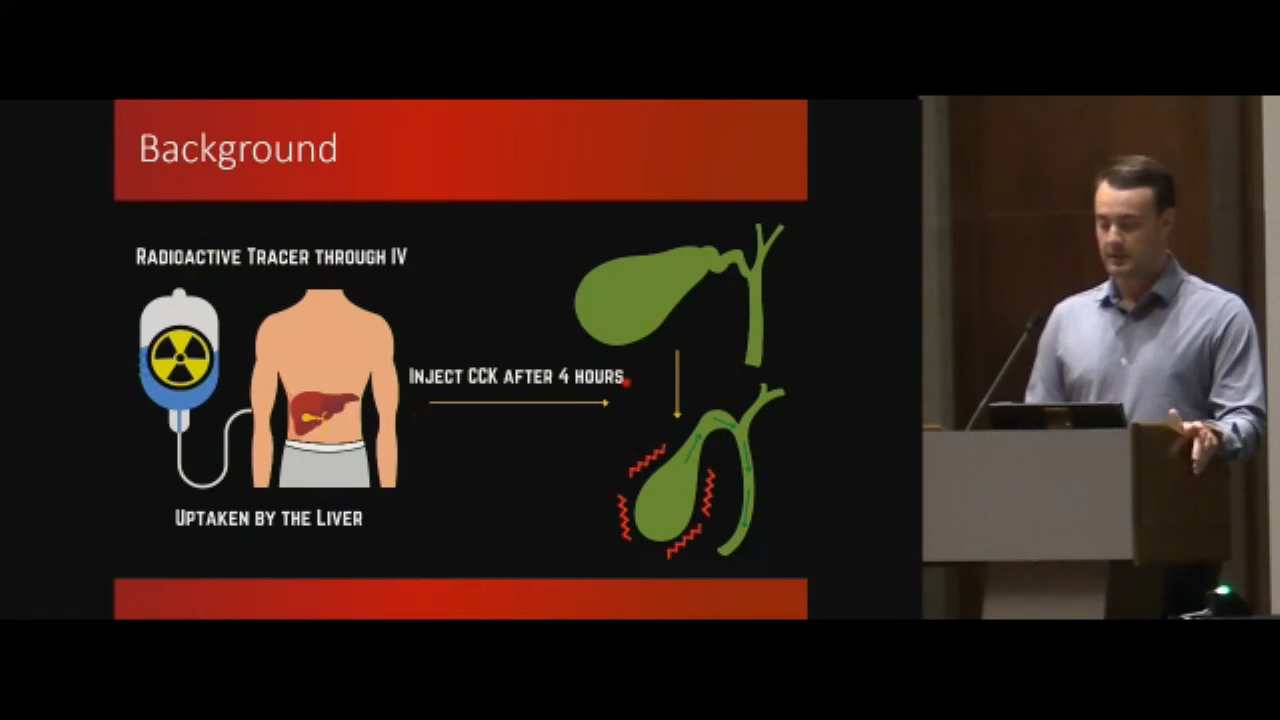 Background
RADIOACTIVE TRACER THROUGH IV
INJECT CCK AFTER 4 HOURS
UPTAKEN BY THE LIVER